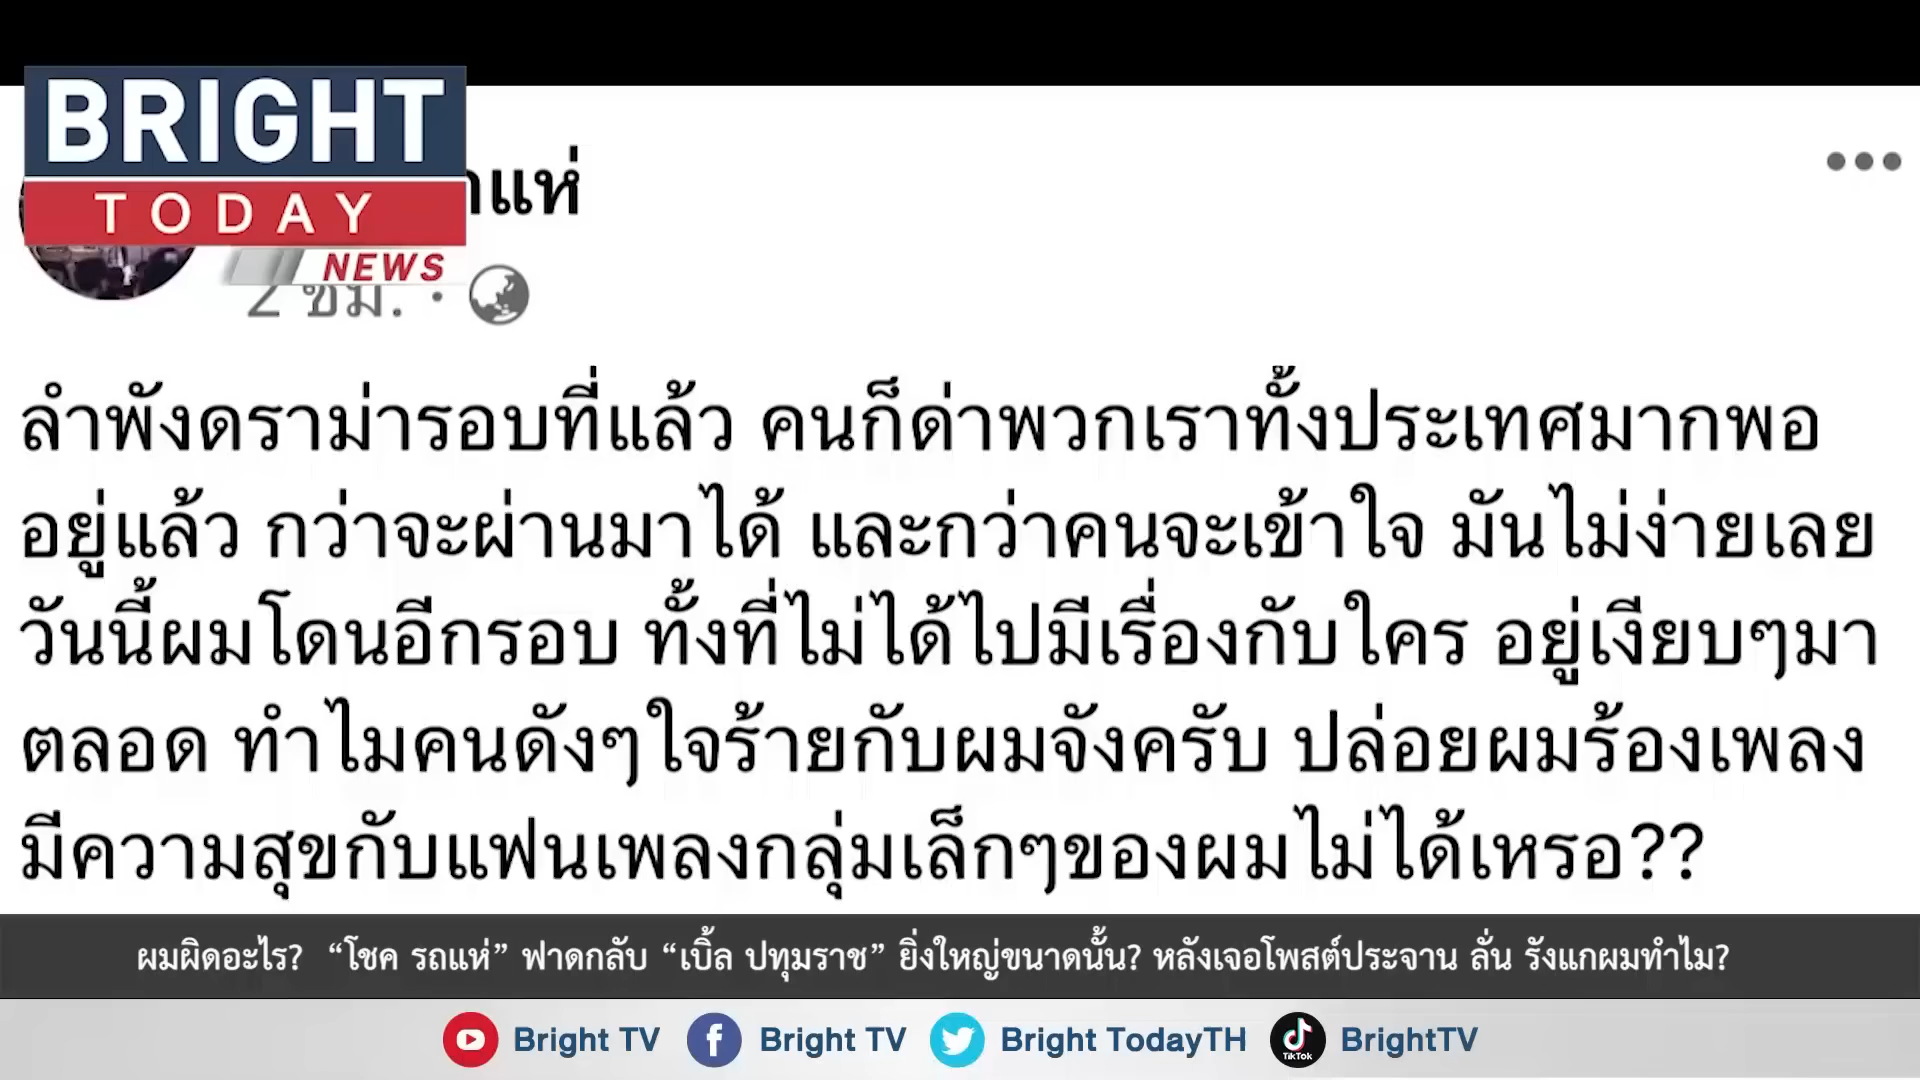 BRIGHT
TODAY
NEWS
แห่
2 ชม. ·
ลำพังดราม่ารอบที่แล้ว คนก็ด่าพวกเราทั้งประเทศมากพอ
อยู่แล้ว กว่าจะผ่านมาได้ และกว่าคนจะเข้าใจ มันไม่ง่ายเลย
วันนี้ผมโดนอีกรอบ ทั้งที่ไม่ได้ไปมีเรื่องกับใคร อยู่เงียบๆมา
ตลอด ทำไมคนดังๆใจร้ายกับผมจังครับ ปล่อยผมร้องเพลง
มีความสุขกับแฟนเพลงกลุ่มเล็กๆของผมไม่ได้เหรอ??
ผมผิดอะไร? “โชค รถแห่” ฟาดกลับ “เบิ้ล ปทุมราช” ยิ่งใหญ่ขนาดนั้น? หลังเจอโพสต์ประจาน ลั่น รังแกผมทำไม?
Bright TV Bright TV Bright TodayTH TikTok BrightTV